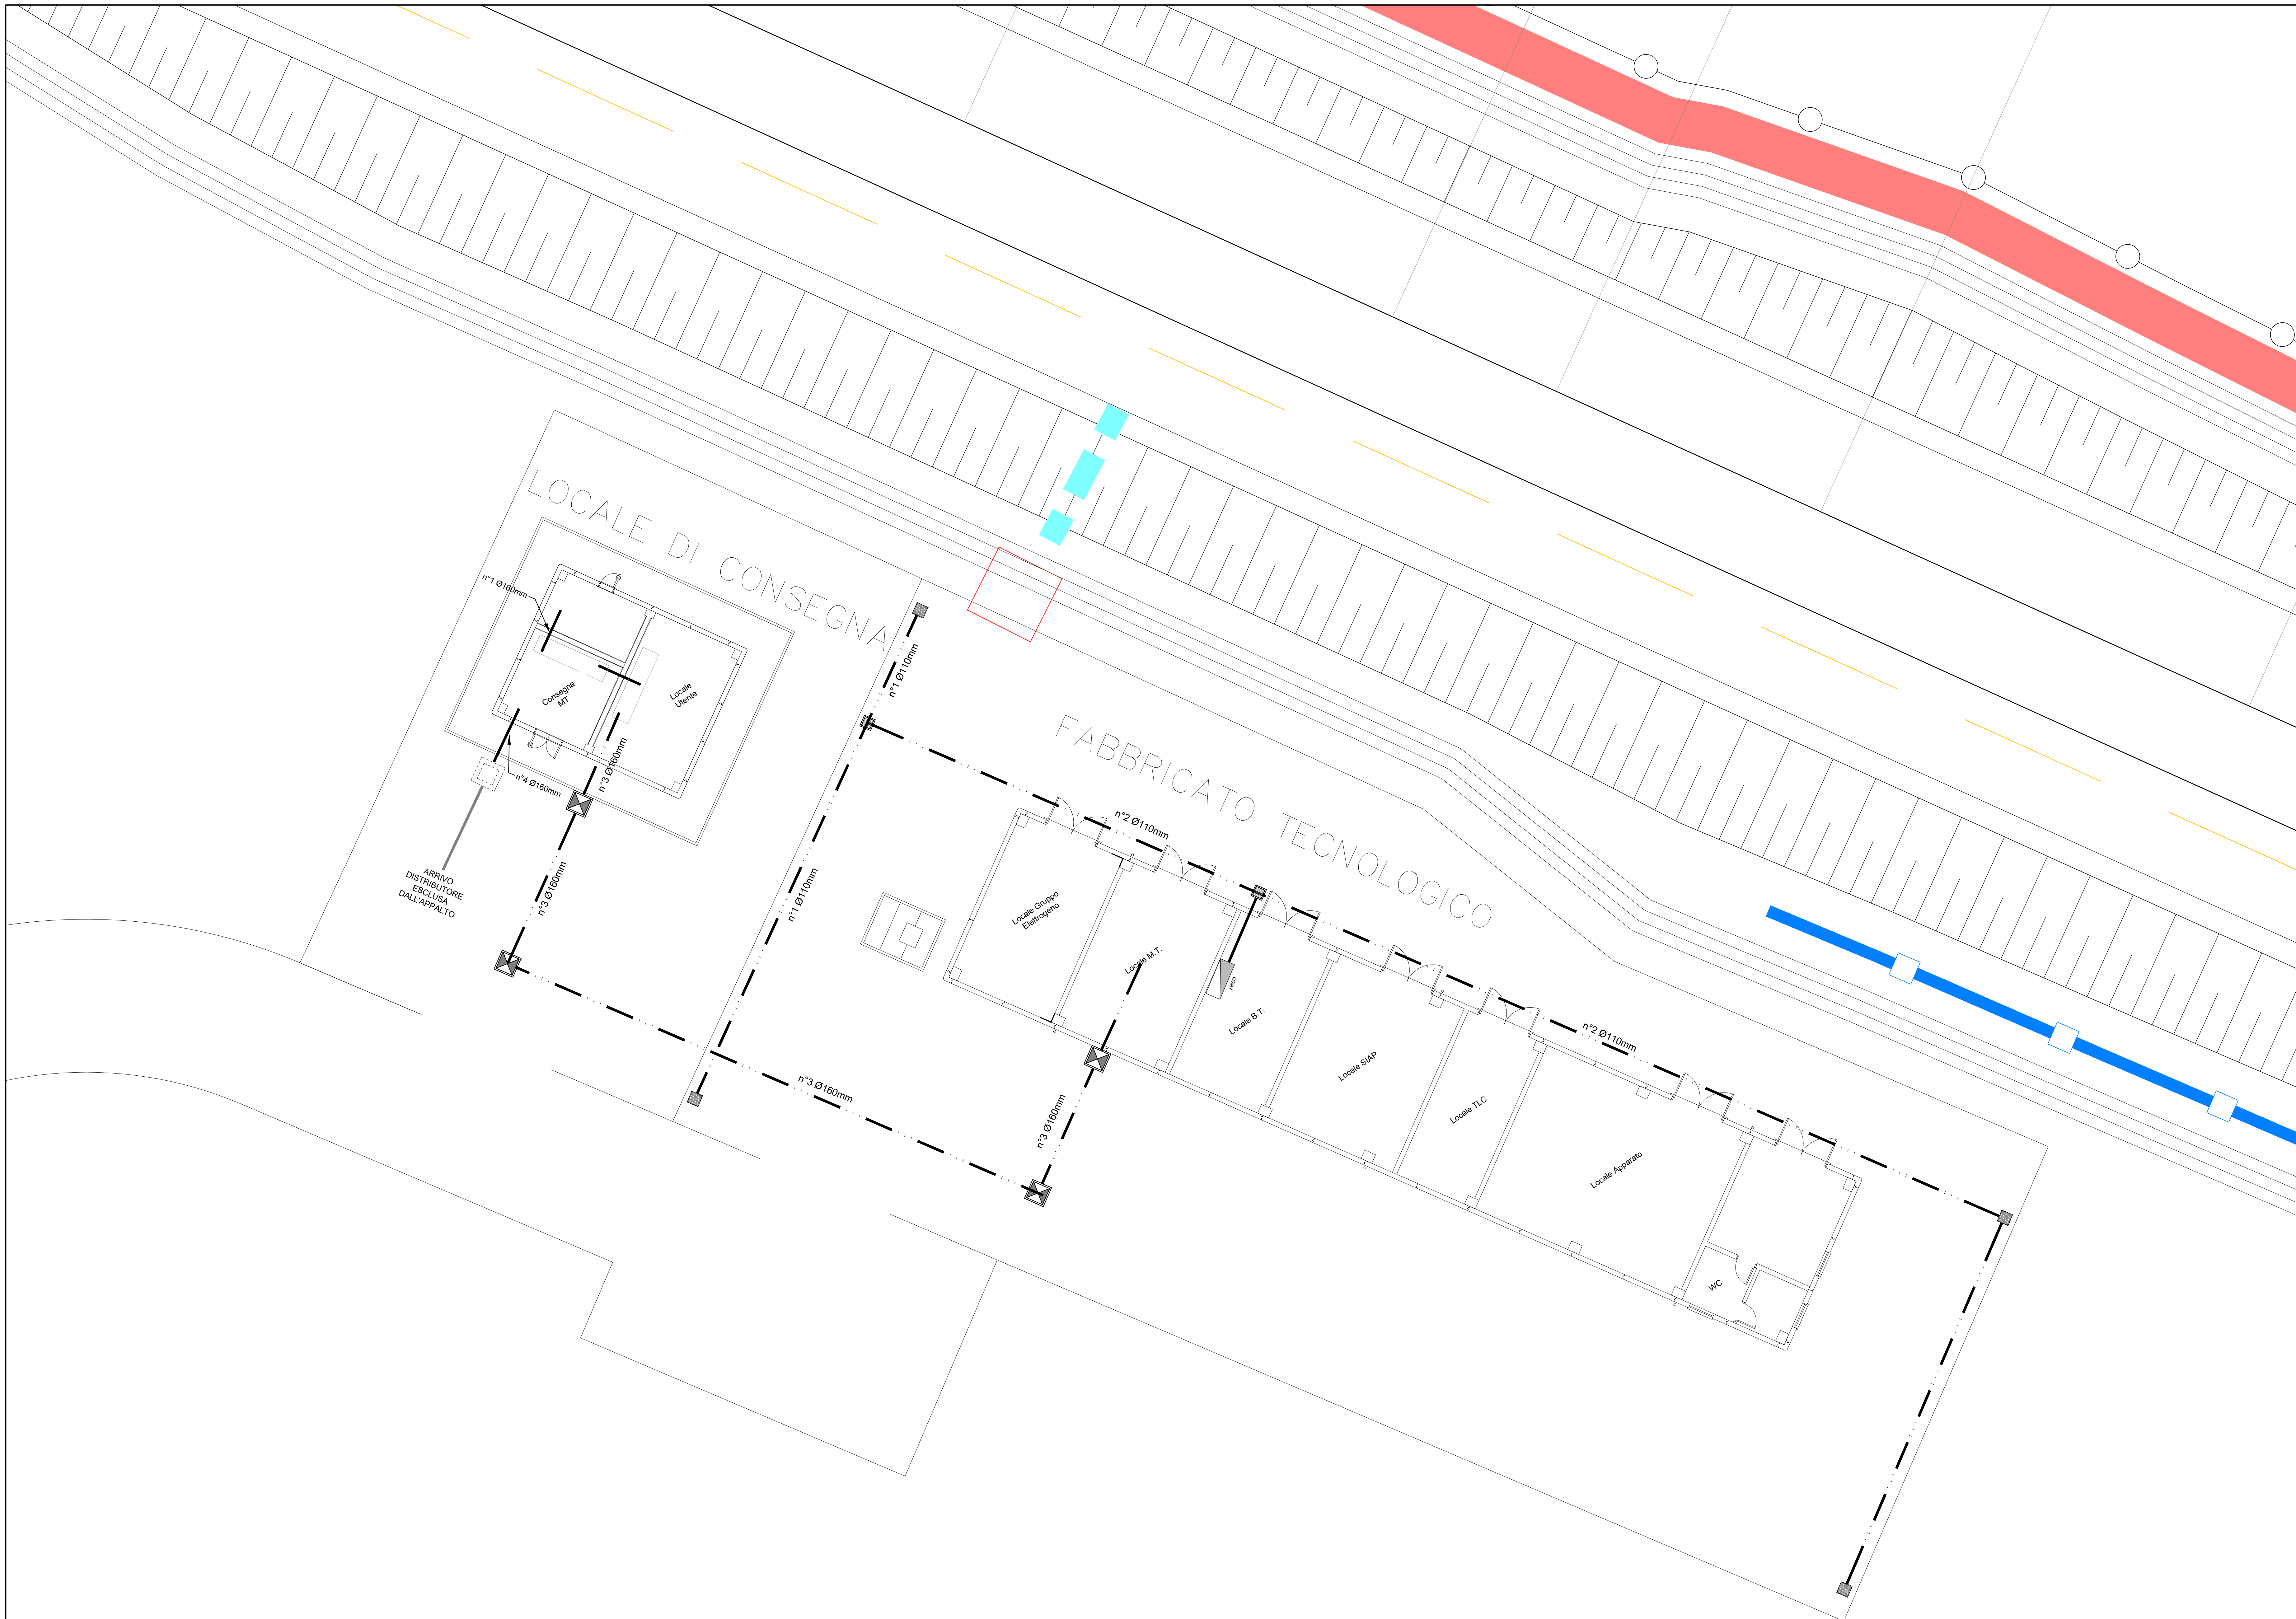 LOCALE DI CONSEGNA
n°1 Ø160mm
Consegna
MT
Locale
Utente
n°4 Ø160mm
n°3 Ø160mm
ARRIVO
DISTRIBUTORE
ESCLUSA
DALL'APPALTO
n°3 Ø160mm
n°1 Ø110mm
n°1 Ø110mm
n°3 Ø160mm
n°3 Ø160mm
FABBRICATO TECNOLOGICO
n°2 Ø110mm
Locale Gruppo
Elettrogeno
Locale M.T.
Locale B.T.
QGBT
Locale SIAP
Locale TLC
n°2 Ø110mm
Locale Apparato
WC